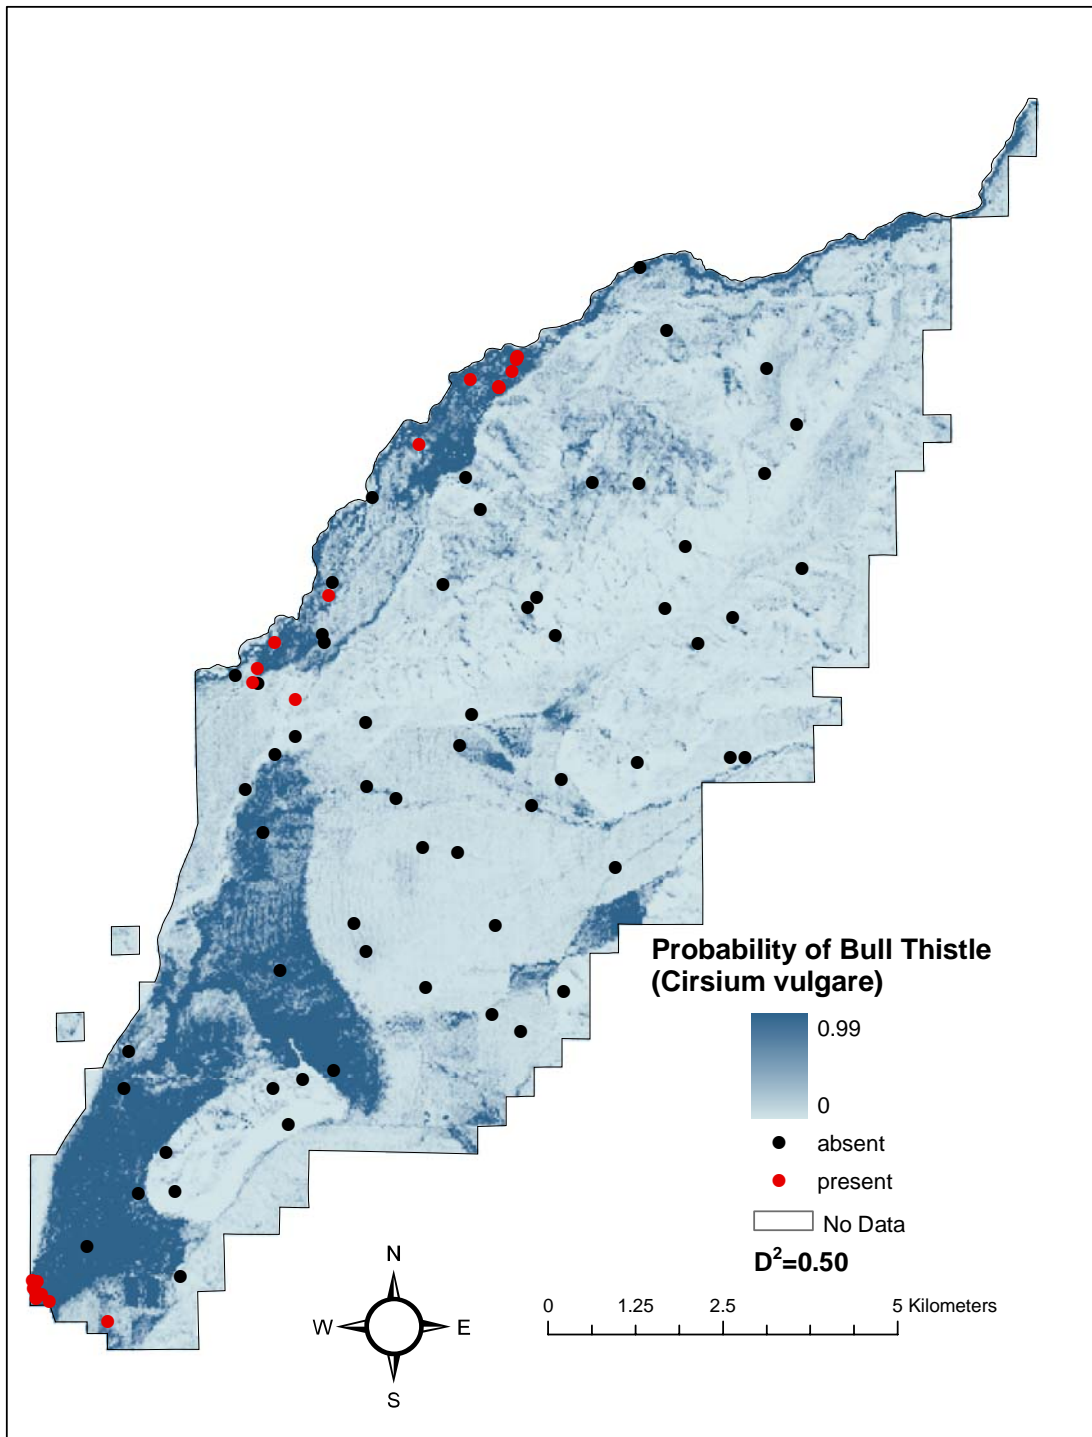 Probability of Bull Thistle
(Cirsium vulgare)
0.99
0
absent
present
No Data
D²=0.50
N
W E
S
0 1.25 2.5 5 Kilometers